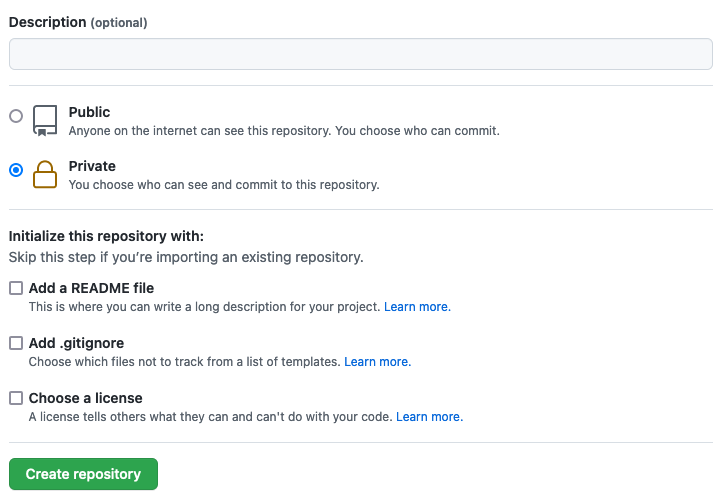 Description (optional)
Public
Anyone on the internet can see this repository. You choose who can commit.
Private
You choose who can see and commit to this repository.
Initialize this repository with:
Skip this step if you’re importing an existing repository.
Add a README file
This is where you can write a long description for your project. Learn more.
Add .gitignore
Choose which files not to track from a list of templates. Learn more.
Choose a license
A license tells others what they can and can't do with your code. Learn more.
Create repository